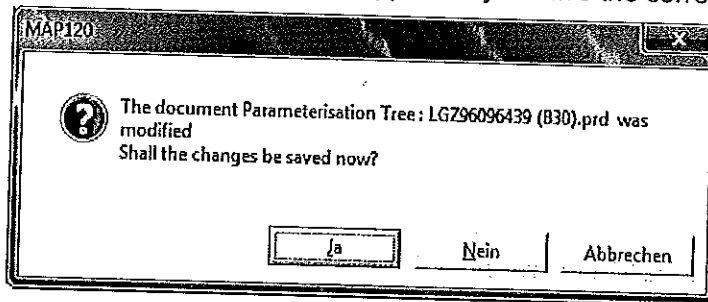 MAP120
The document Parameterisation Tree : LGZ96096439 (B30).prd was
modified
Shall the changes be saved now?
Ja
Nein
Abbrechen